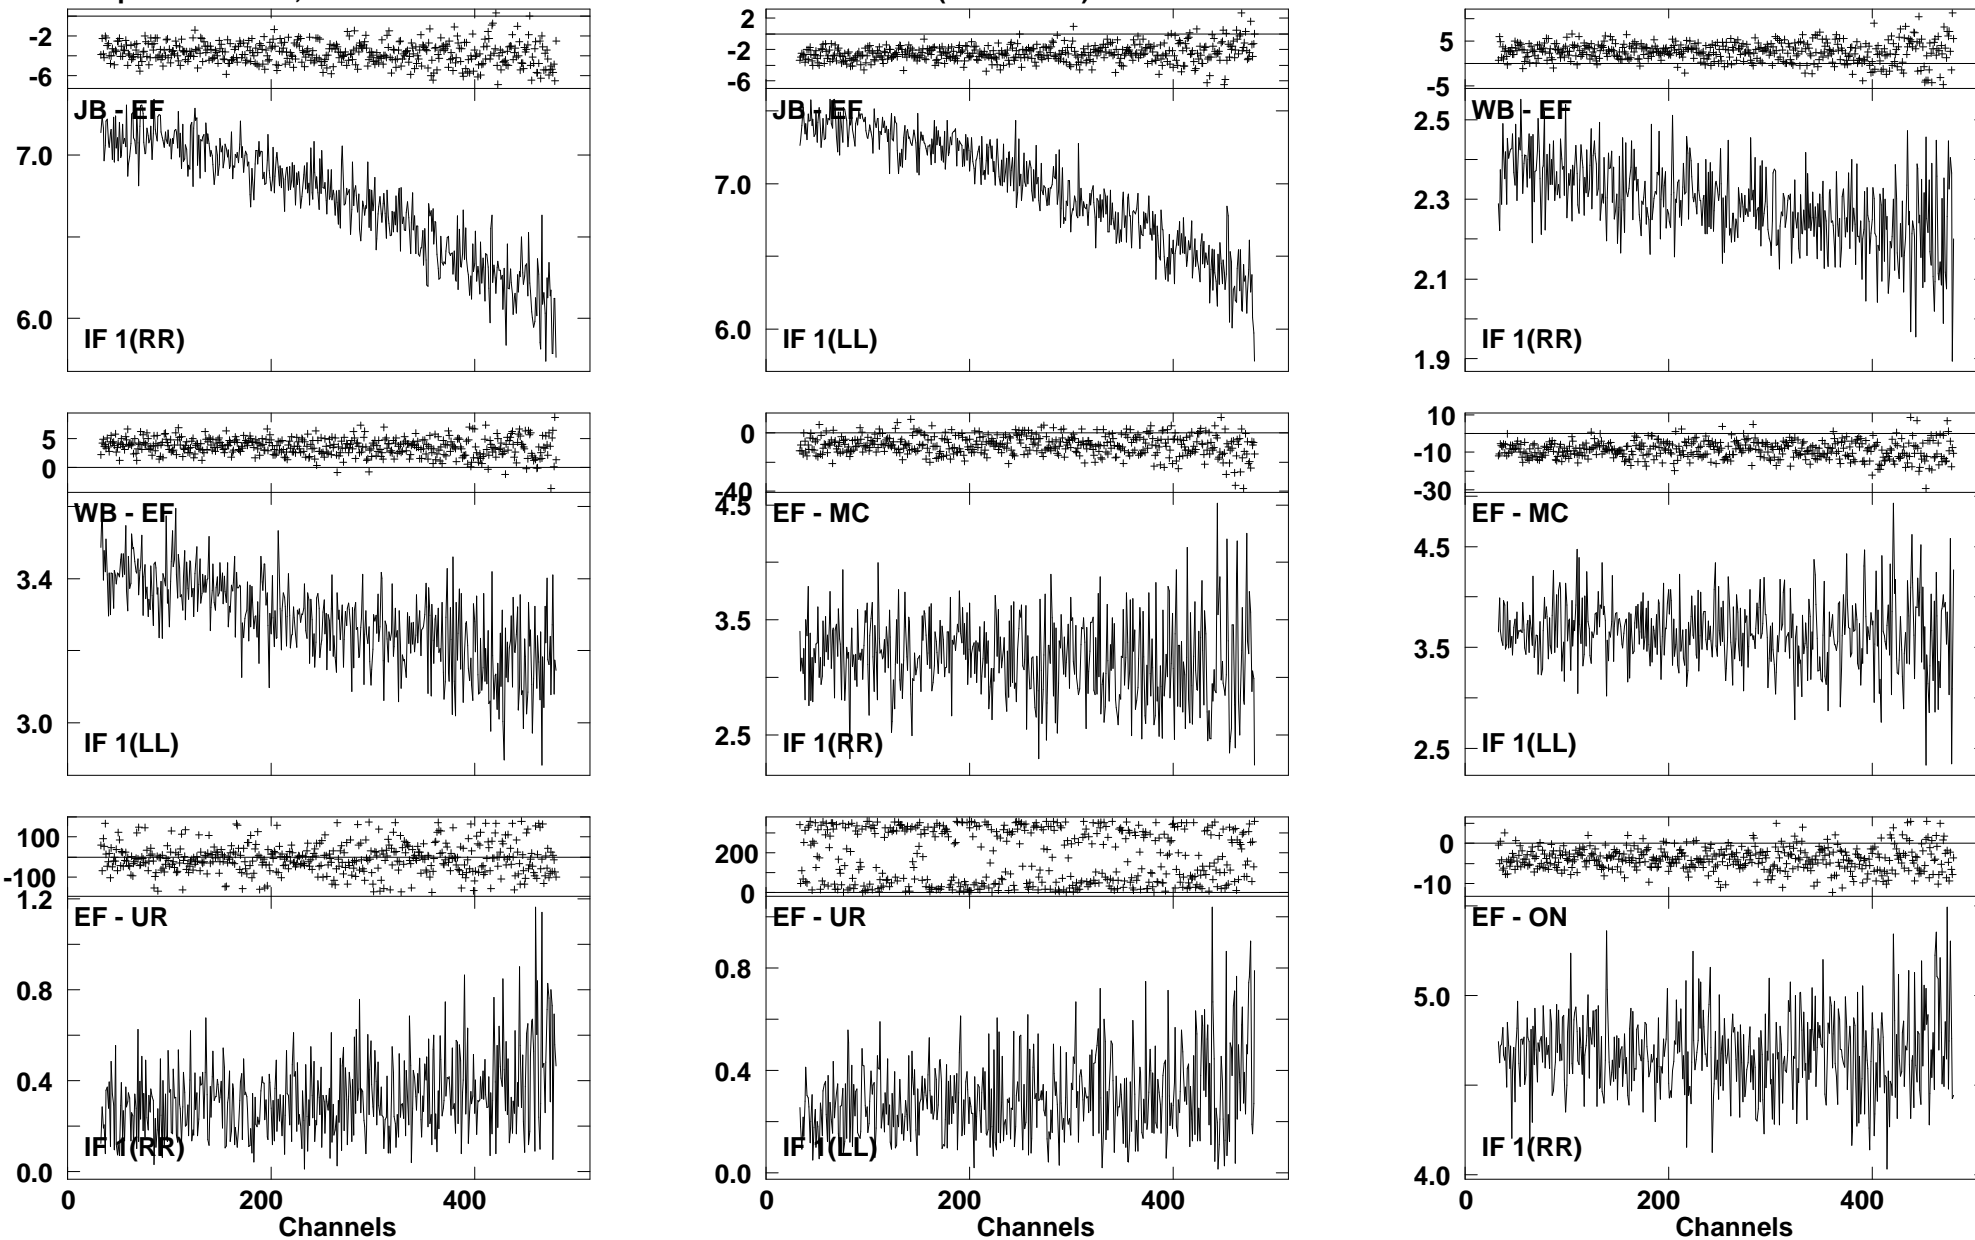 -2
-6
JB - EF
7.0
6.0
IF 1(RR)
2
-2
-6
JB - EF
7.0
6.0
IF 1(LL)
5
-5
WB - EF
2.5
2.3
2.1
1.9
IF 1(RR)
5
0
WB - EF
3.4
3.0
IF 1(LL)
0
-40
4.5
EF - MC
3.5
2.5
IF 1(RR)
10
-10
-30
EF - MC
4.5
3.5
2.5
IF 1(LL)
100
-100
1.2
EF - UR
0.8
0.4
0.0
IF 1(RR)
0 200 400
Channels
200
0
EF - UR
0.8
0.4
0.0
IF 1(LL)
0 200 400
Channels
0
-10
EF - ON
5.0
4.0
IF 1(RR)
0 200 400
Channels